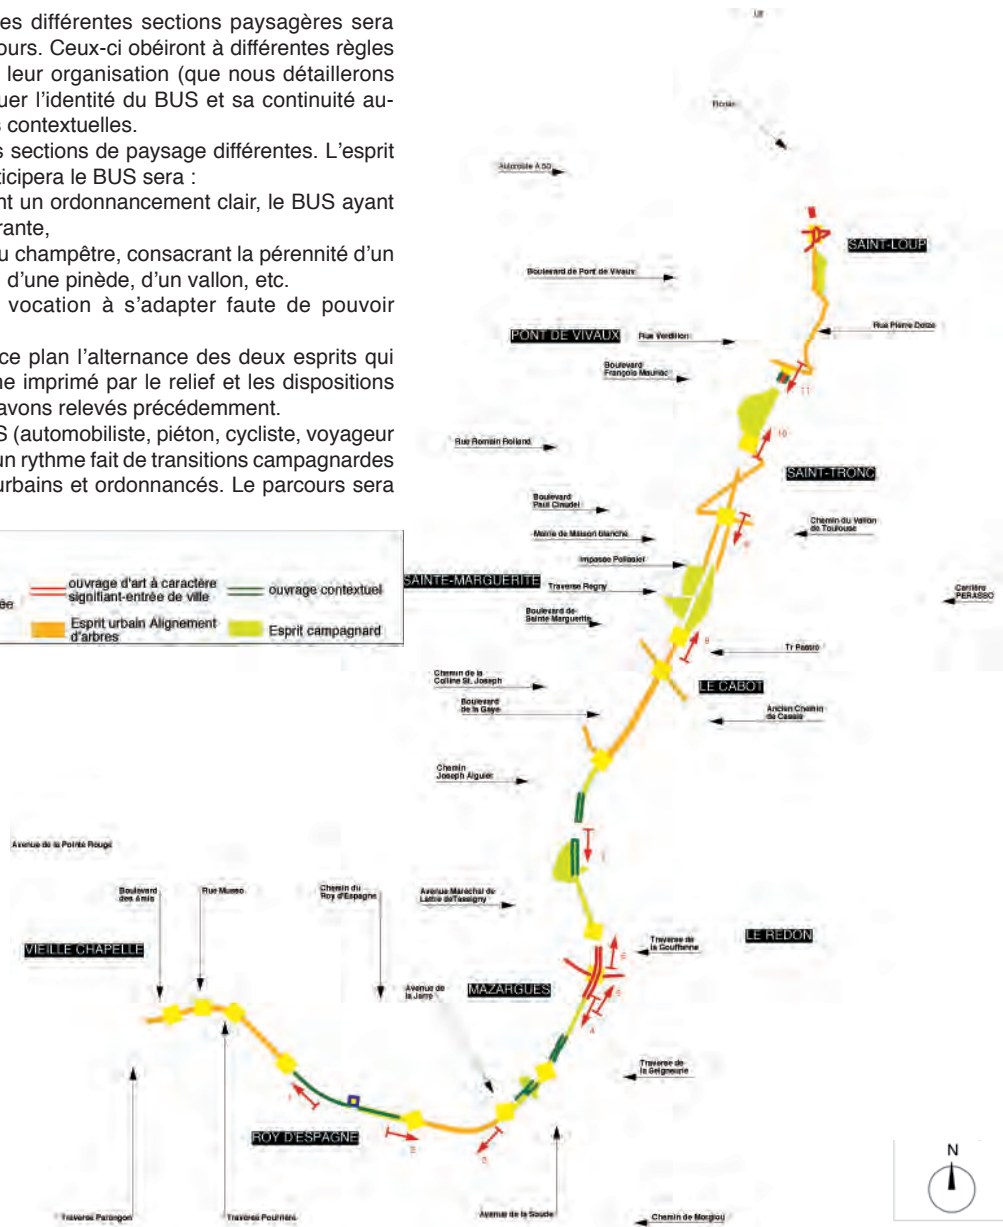 es différentes sections paysagères sera
ours. Ceux-ci obéiront à différentes règles
leur organisation (que nous détaillerons
uer l'identité du BUS et sa continuité au-
s contextuelles.
s sections de paysage différentes. L'esprit
ticipera le BUS sera :
nt un ordonnancement clair, le BUS ayant
rante,
u champêtre, consacrant la pérennité d'un
d'une pinède, d'un vallon, etc.
vocation à s'adapter faute de pouvoir
ce plan l'alternance des deux esprits qui
ne imprimé par le relief et les dispositions
avons relevés précédemment.
S (automobiliste, piéton, cycliste, voyageur
un rythme fait de transitions campagnardes
urbains et ordonnancés. Le parcours sera
ée
ouvrage d'art à caractère
signifiant-entrée de ville
ouvrage contextuel
Esprit urbain Alignement
d'arbres
Esprit campagnard
Florian
Autoroute A 50
SAINT-LOUP
Boulevard de Pont de Vivaux
Rue Pierre Doize
PONT DE VIVAUX
Rue Verdillon
Boulevard
François Mauriac
11
10
Rue Romain Rolland
SAINT-TRONC
Boulevard
Paul Claudel
Chemin du Vallon
de Toulouse
Mairie de Maison blanche
Impasse Pelissier
SAINTE-MARGUERITE
Traverse Regny
Carrière
PERASSO
Boulevard de
Sainte Marguerite
Tr Pastré
Chemin de la
Colline St. Joseph
LE CABOT
Boulevard
de la Gaye
Ancien Chemin
de Cassis
Chemin
Joseph Aiguier
Avenue de la Pointe Rouge
Boulevard
des Amis
Rue Musso
Chemin du
Roy d'Espagne
Avenue Maréchal de
Lattre de Tassigny
VIEILLE CHAPELLE
Traverse de
la Gouffonne
LE REDON
Avenue de
la Jarre
MAZARGUES
Traverse de
la Seigneurie
ROY D'ESPAGNE
N
Traverse Parangon
Traverse Pourrière
Avenue de la Soude
Chemin de Morgiou